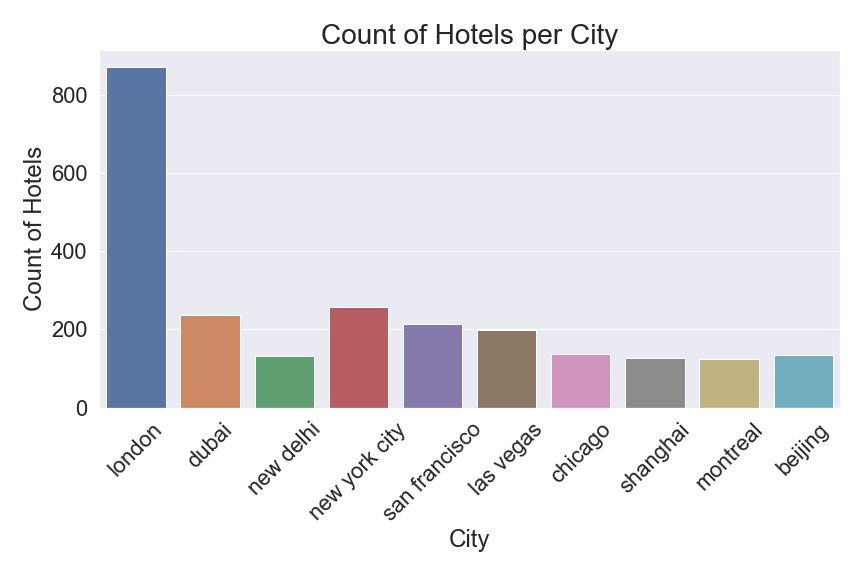 Count of Hotels per City
Count of Hotels
800
600
400
200
0
london
dubai
new delhi
new york city
san francisco
las vegas
chicago
shanghai
montreal
beijing
City